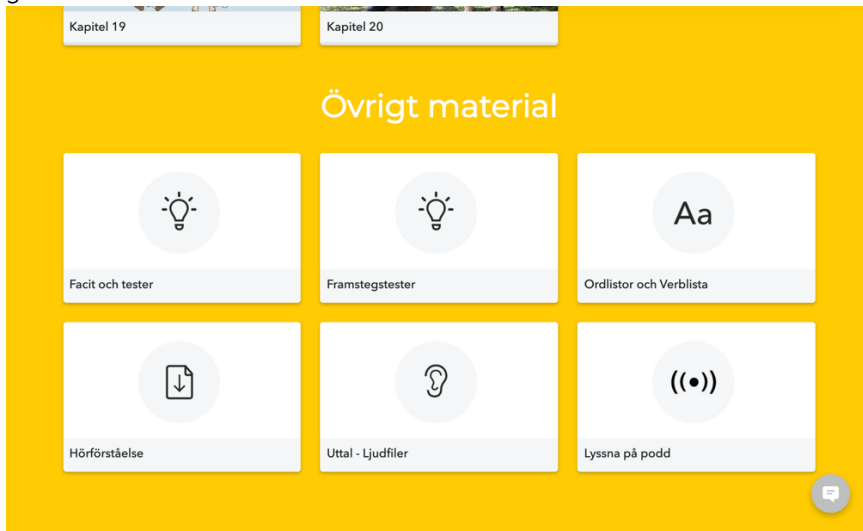 Kapitel 19
Kapitel 20
Övrigt material
Aa
Facit och tester
Framstegstester
Ordlistor och Verblista
((•))
Hörförståelse
Uttal - Ljudfiler
Lyssna på podd